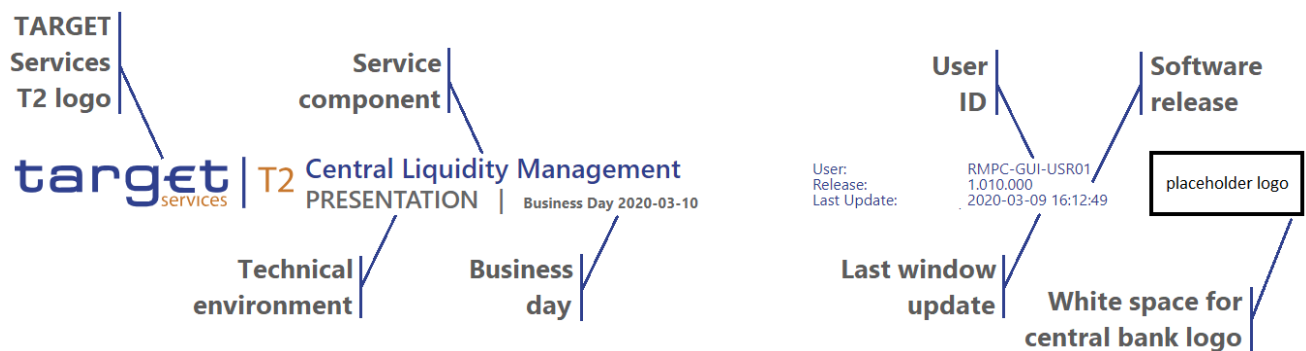 TARGET
Services
T2 logo
Service
component
User
ID
Software
release
target
services
T2
Central Liquidity Management
PRESENTATION | Business Day 2020-03-10
User: RMPC-GUI-USR01
Release: 1.010.000
Last Update: 2020-03-09 16:12:49
placeholder logo
Technical
environment
Business
day
Last window
update
White space for
central bank logo